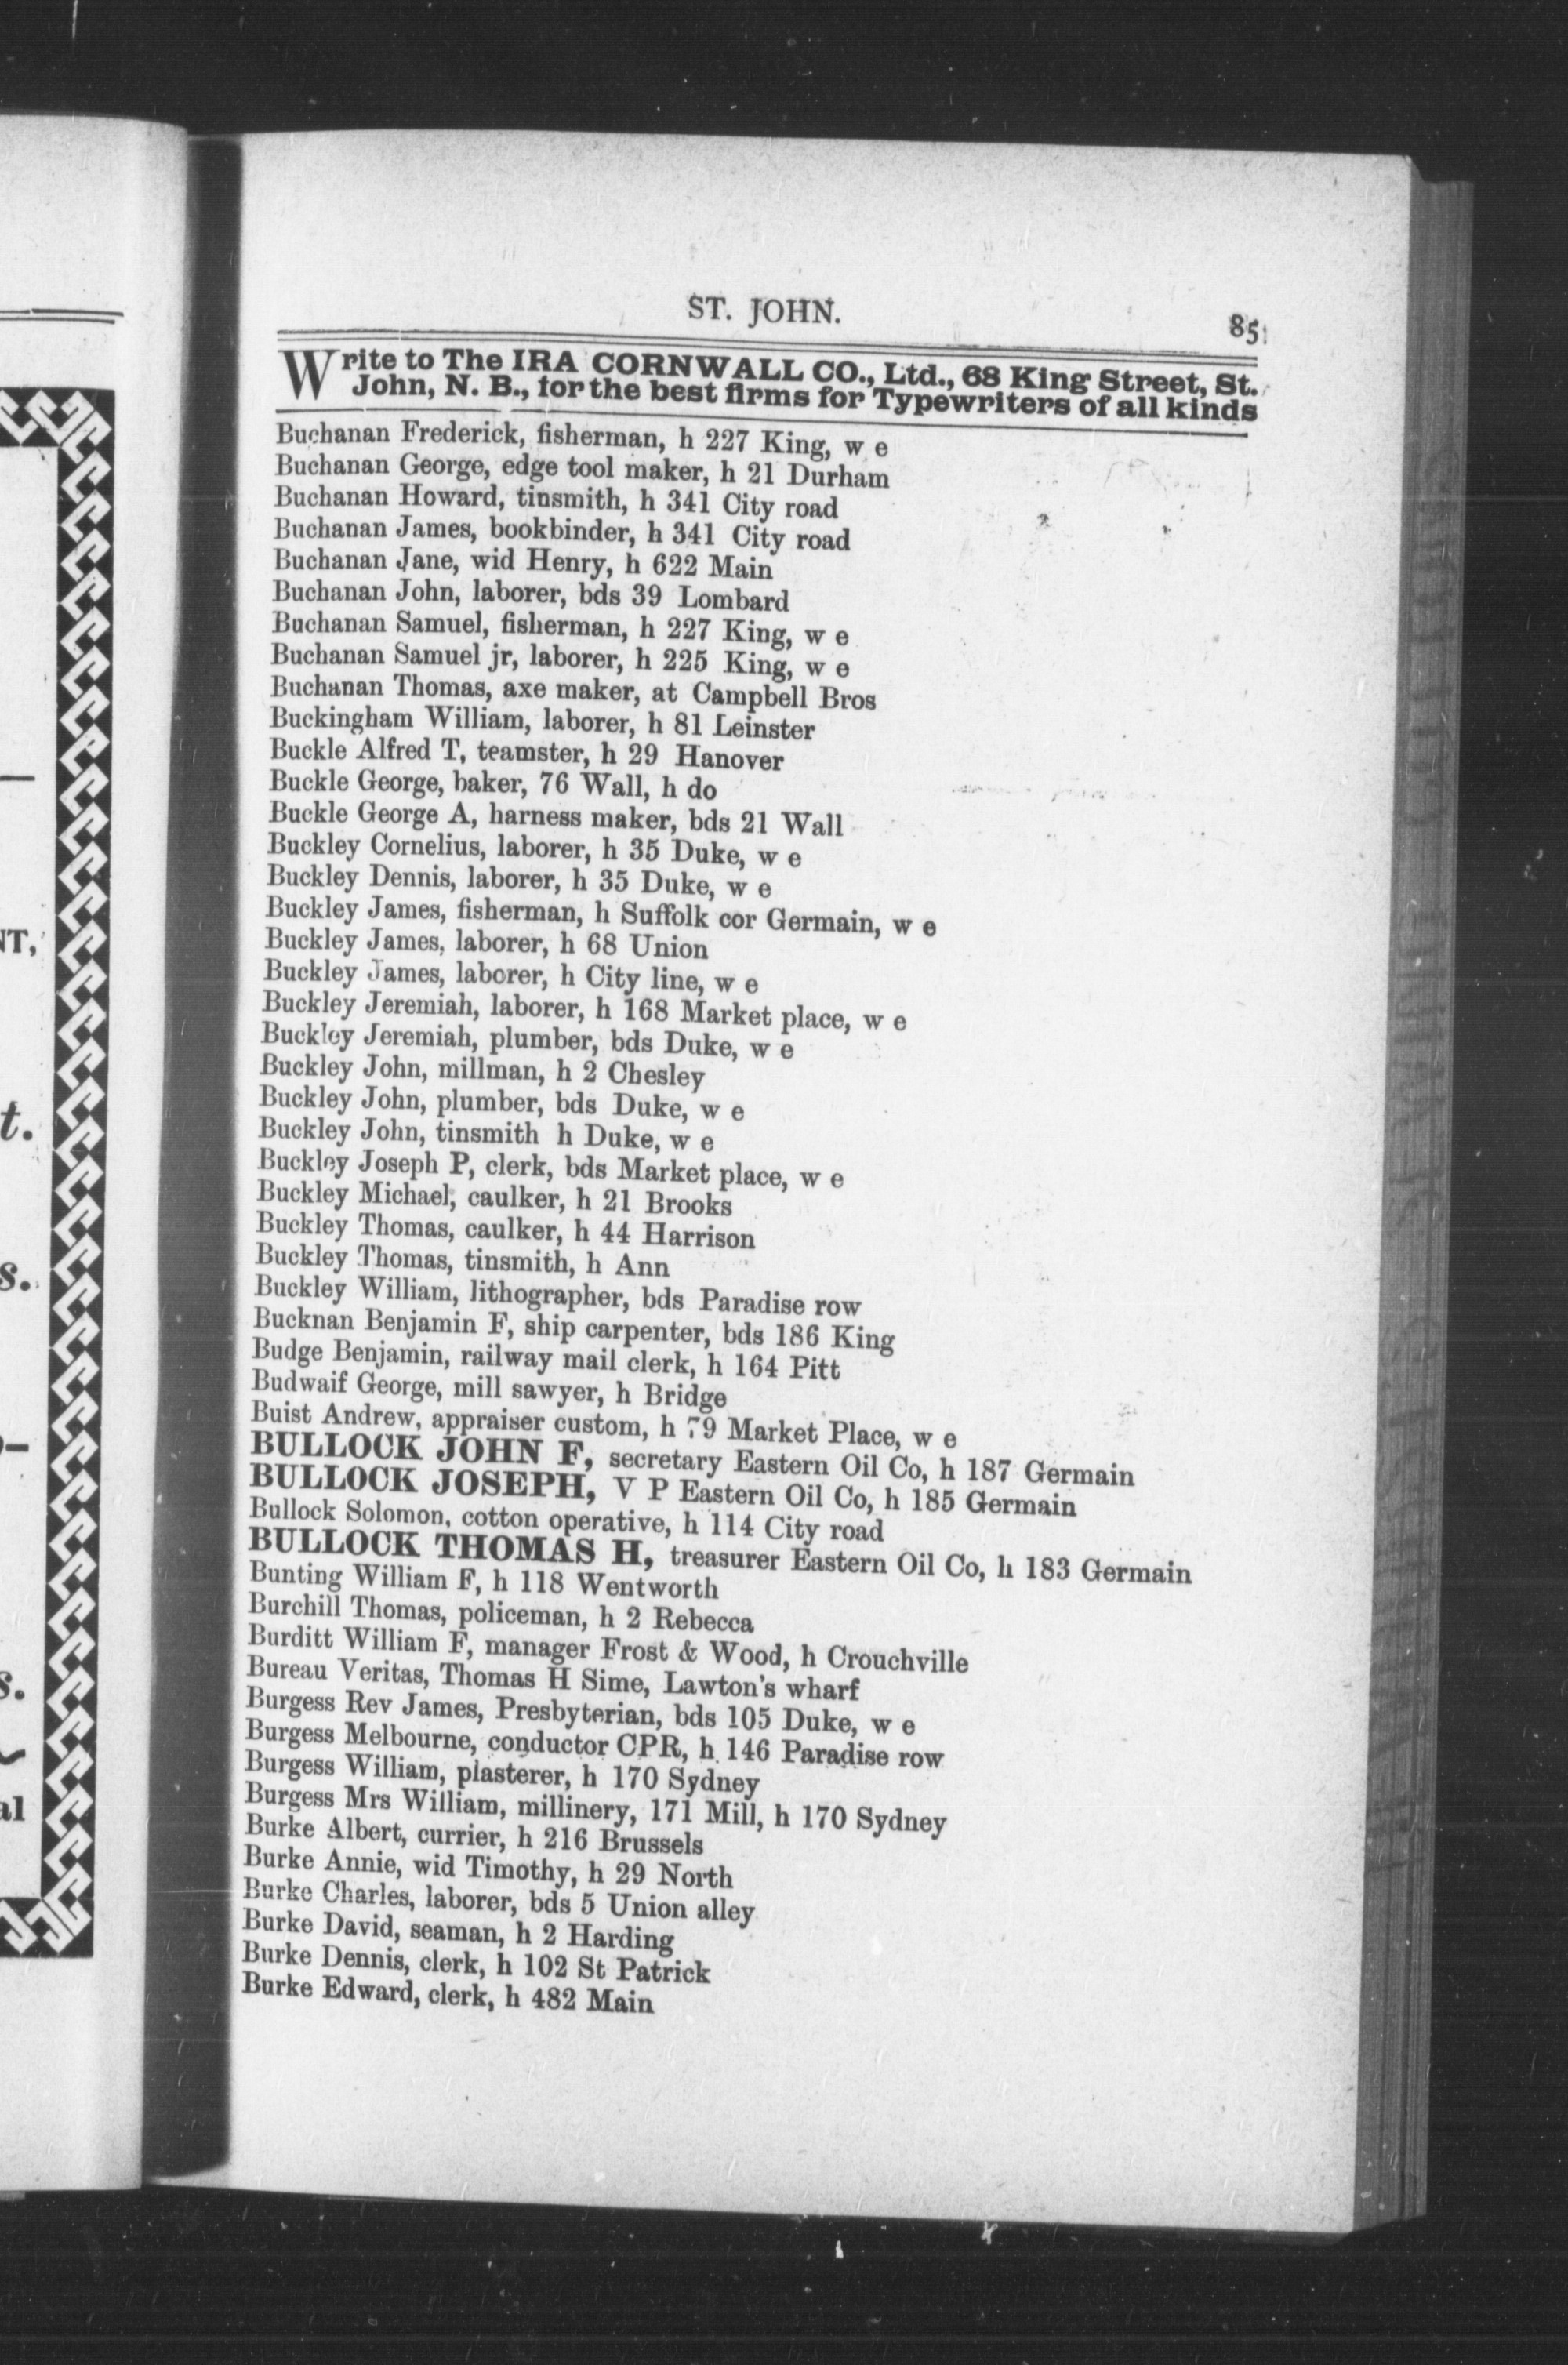 ST. JOHN. 85
Write to The IRA CORNWALL CO., Ltd., 68 King Street, St.
John, N. B., for the best firms for Typewriters of all kinds
Buchanan Frederick, fisherman, h 227 King, w e
Buchanan George, edge tool maker, h 21 Durham
Buchanan Howard, tinsmith, h 341 City road
Buchanan James, bookbinder, h 341 City road
Buchanan Jane, wid Henry, h 622 Main
Buchanan John, laborer, bds 39 Lombard
Buchanan Samuel, fisherman, h 227 King, w e
Buchanan Samuel jr, laborer, h 225 King, w e
Buchanan Thomas, axe maker, at Campbell Bros
Buckingham William, laborer, h 81 Leinster
Buckle Alfred T, teamster, h 29 Hanover
Buckle George, baker, 76 Wall, h do
Buckle George A, harness maker, bds 21 Wall
Buckley Cornelius, laborer, h 35 Duke, w e
Buckley Dennis, laborer, h 35 Duke, w e
Buckley James, fisherman, h Suffolk cor Germain, w e
Buckley James, laborer, h 68 Union
Buckley James, laborer, h City line, w e
Buckley Jeremiah, laborer, h 168 Market place, w e
Buckley Jeremiah, plumber, bds Duke, w e
Buckley John, millman, h 2 Chesley
Buckley John, plumber, bds Duke, w e
Buckley John, tinsmith h Duke, w e
Buckley Joseph P, clerk, bds Market place, w e
Buckley Michael, caulker, h 21 Brooks
Buckley Thomas, caulker, h 44 Harrison
Buckley Thomas, tinsmith, h Ann
Buckley William, lithographer, bds Paradise row
Bucknan Benjamin F, ship carpenter, bds 186 King
Budge Benjamin, railway mail clerk, h 164 Pitt
Budwaif George, mill sawyer, h Bridge
Buist Andrew, appraiser custom, h 79 Market Place, w e
BULLOCK JOHN F, secretary Eastern Oil Co, h 187 Germain
BULLOCK JOSEPH, V P Eastern Oil Co, h 185 Germain
Bullock Solomon, cotton operative, h 114 City road
BULLOCK THOMAS H, treasurer Eastern Oil Co, h 183 Germain
Bunting William F, h 118 Wentworth
Burchill Thomas, policeman, h 2 Rebecca
Burditt William F, manager Frost & Wood, h Crouchville
Bureau Veritas, Thomas H Sime, Lawton's wharf
Burgess Rev James, Presbyterian, bds 105 Duke, w e
Burgess Melbourne, conductor CPR, h 146 Paradise row
Burgess William, plasterer, h 170 Sydney
Burgess Mrs William, millinery, 171 Mill, h 170 Sydney
Burke Albert, currier, h 216 Brussels
Burke Annie, wid Timothy, h 29 North
Burke Charles, laborer, bds 5 Union alley
Burke David, seaman, h 2 Harding
Burke Dennis, clerk, h 102 St Patrick
Burke Edward, clerk, h 482 Main